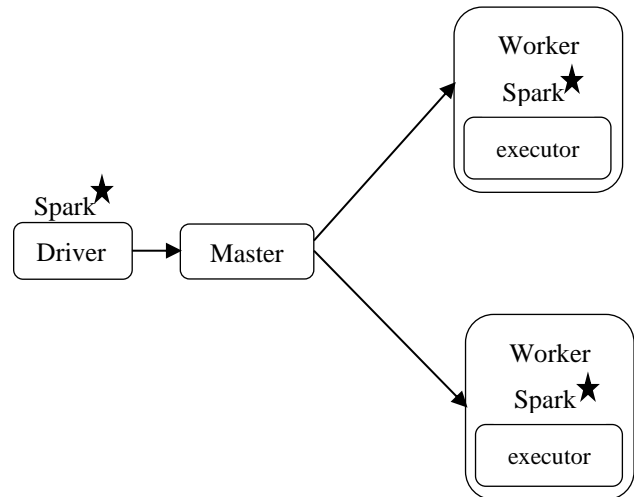 Worker
Spark
executor
Spark
Driver
Master
Worker
Spark
executor